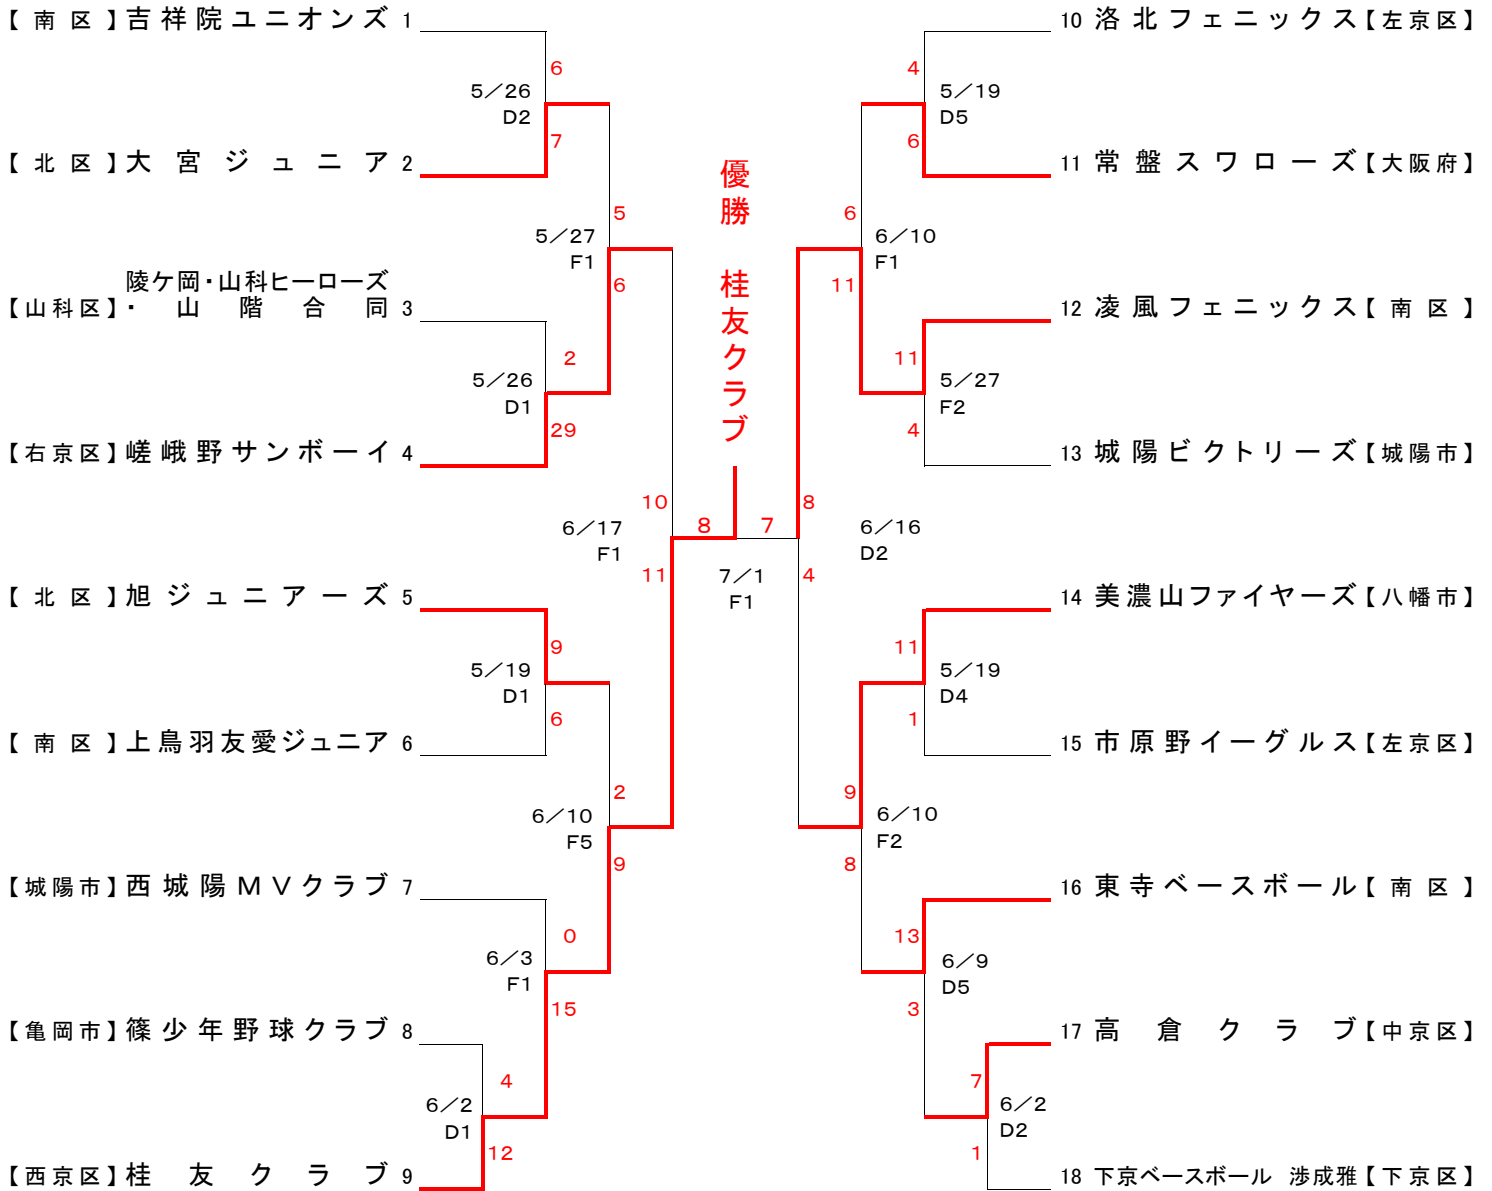 【南区】吉祥院ユニオンズ 1
10 洛北フェニックス【左京区】
6
4
5／26
D2
5／19
D5
7
6
【北区】大宮ジュニア 2
11 常盤スワローズ【大阪府】
優勝 桂友クラブ
5
6
5／27
F1
6／10
F1
6
11
陵ケ岡・山科ヒーローズ
【山科区】・山階合同 3
12 凌風フェニックス【南区】
2
11
5／26
D1
5／27
F2
29
4
【右京区】嵯峨野サンボーイ 4
13 城陽ビクトリーズ【城陽市】
10
8
6／17
F1
8
7
6／16
D2
11
7／1
F1
4
【北区】旭ジュニアーズ 5
14 美濃山ファイヤーズ【八幡市】
9
11
5／19
D1
5／19
D4
6
1
【南区】上鳥羽友愛ジュニア 6
15 市原野イーグルス【左京区】
2
9
6／10
F5
6／10
F2
9
8
【城陽市】西城陽ＭＶクラブ 7
16 東寺ベースボール【南区】
0
13
6／3
F1
6／9
D5
15
3
【亀岡市】篠少年野球クラブ 8
17 高倉クラブ【中京区】
4
7
6／2
D1
6／2
D2
12
1
【西京区】桂友クラブ 9
18 下京ベースボール 渉成雅【下京区】